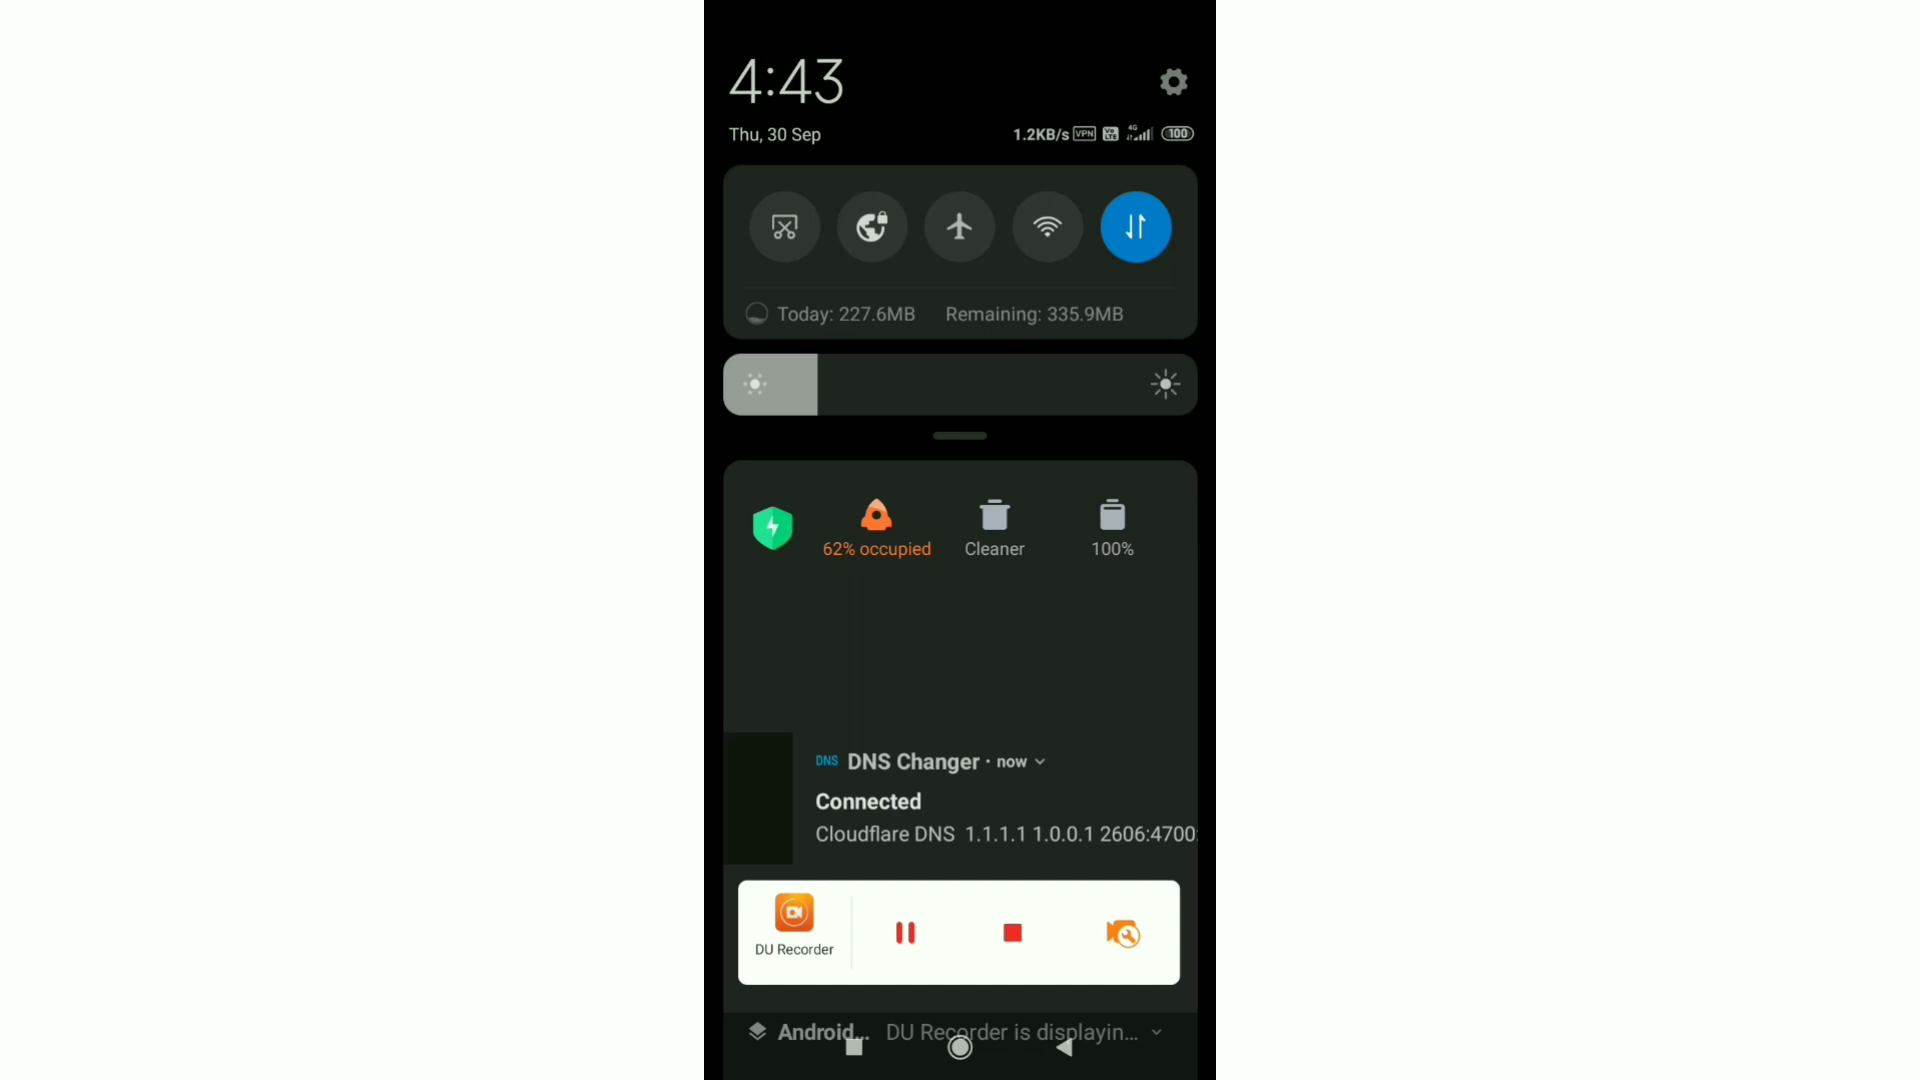 4:43
Thu, 30 Sep
1.2KB/s VPN Vo LTE 4G 100
Today: 227.6MB Remaining: 335.9MB
62% occupied
Cleaner
100%
DNS DNS Changer · now
Connected
Cloudflare DNS 1.1.1.1 1.0.0.1 2606:4700:
DU Recorder
Android... DU Recorder is displayin...